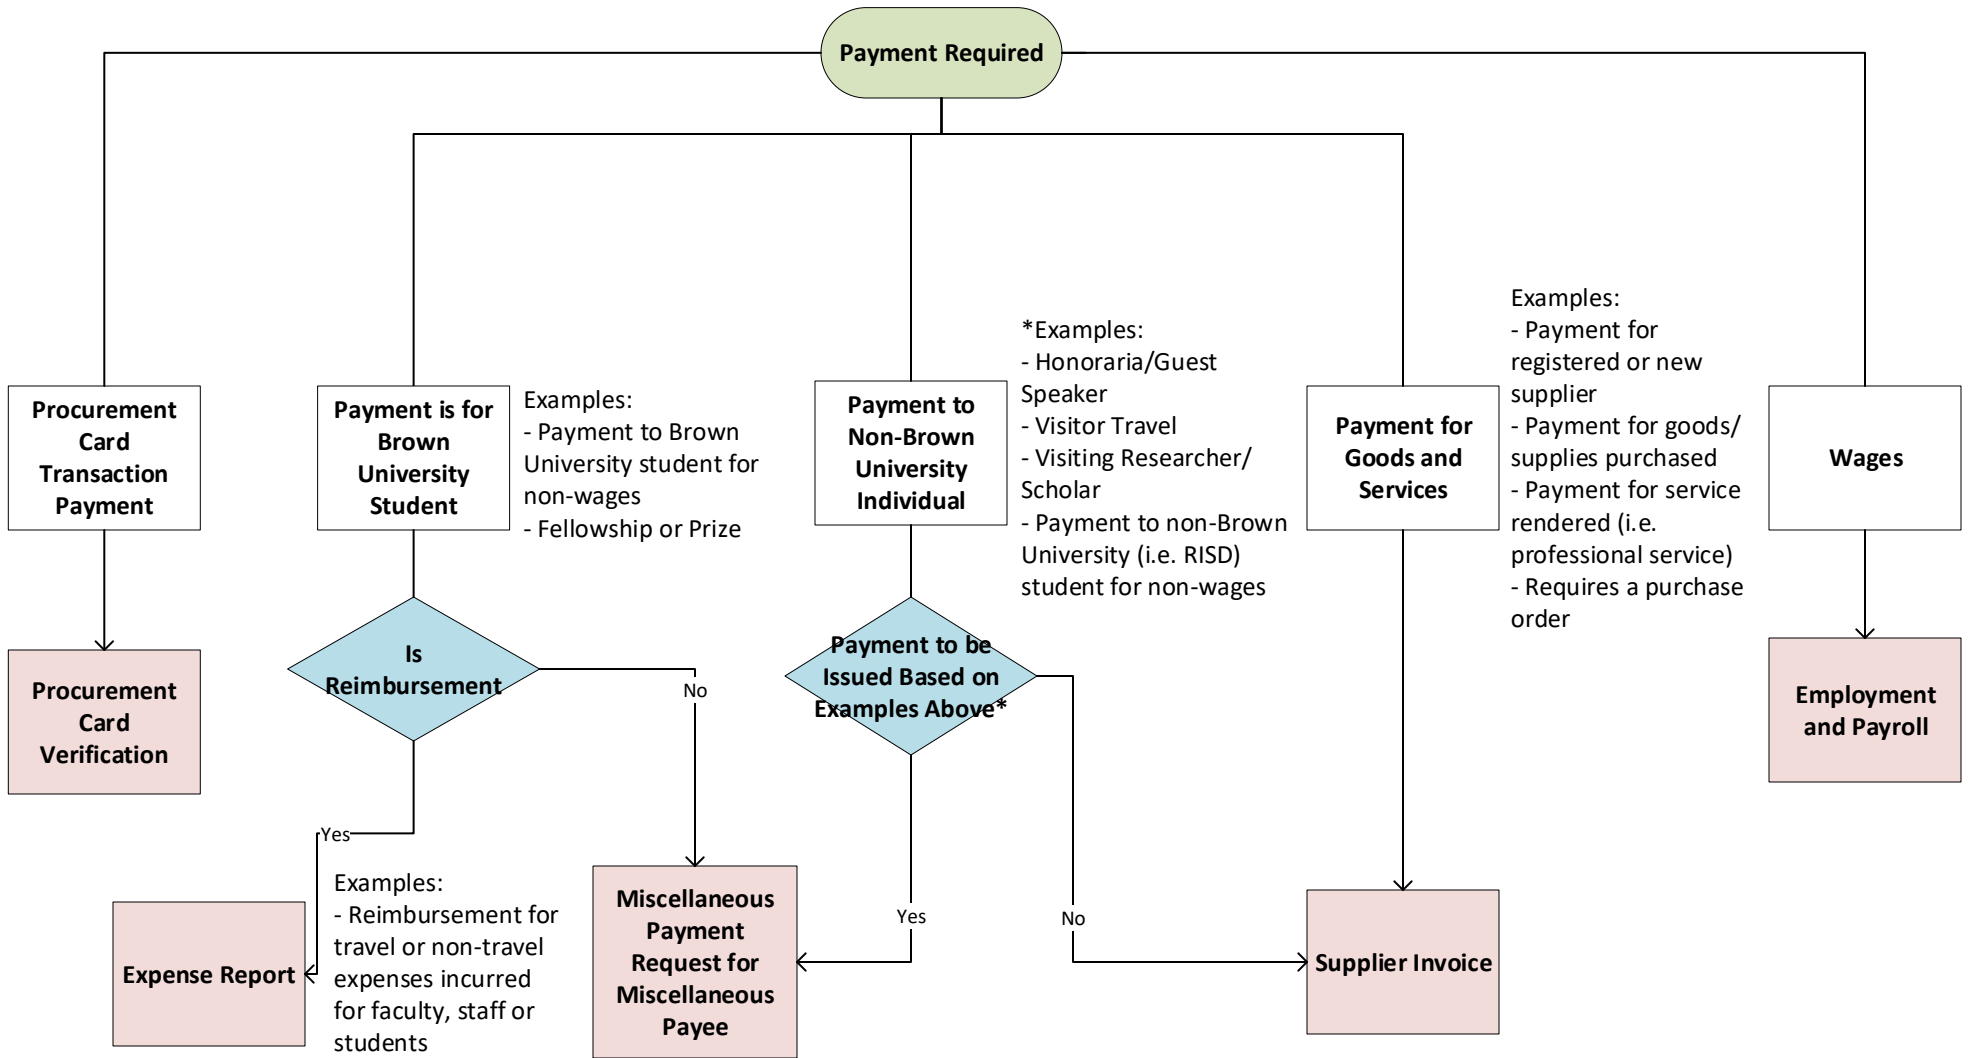 Payment Required
Procurement
Card
Transaction
Payment
Payment is for
Brown
University
Student
Examples:
- Payment to Brown
University student for
non-wages
- Fellowship or Prize
Payment to
Non-Brown
University
Individual
*Examples:
- Honoraria/Guest
Speaker
- Visitor Travel
- Visiting Researcher/
Scholar
- Payment to non-Brown
University (i.e. RISD)
student for non-wages
Payment for
Goods and
Services
Examples:
- Payment for
registered or new
supplier
- Payment for goods/
supplies purchased
- Payment for service
rendered (i.e.
professional service)
- Requires a purchase
order
Wages
Procurement
Card
Verification
Is
Reimbursement
No
Payment to be
Issued Based on
Examples Above*
Employment
and Payroll
Yes
Expense Report
Examples:
- Reimbursement for
travel or non-travel
expenses incurred
for faculty, staff or
students
Miscellaneous
Payment
Request for
Miscellaneous
Payee
Yes
No
Supplier Invoice